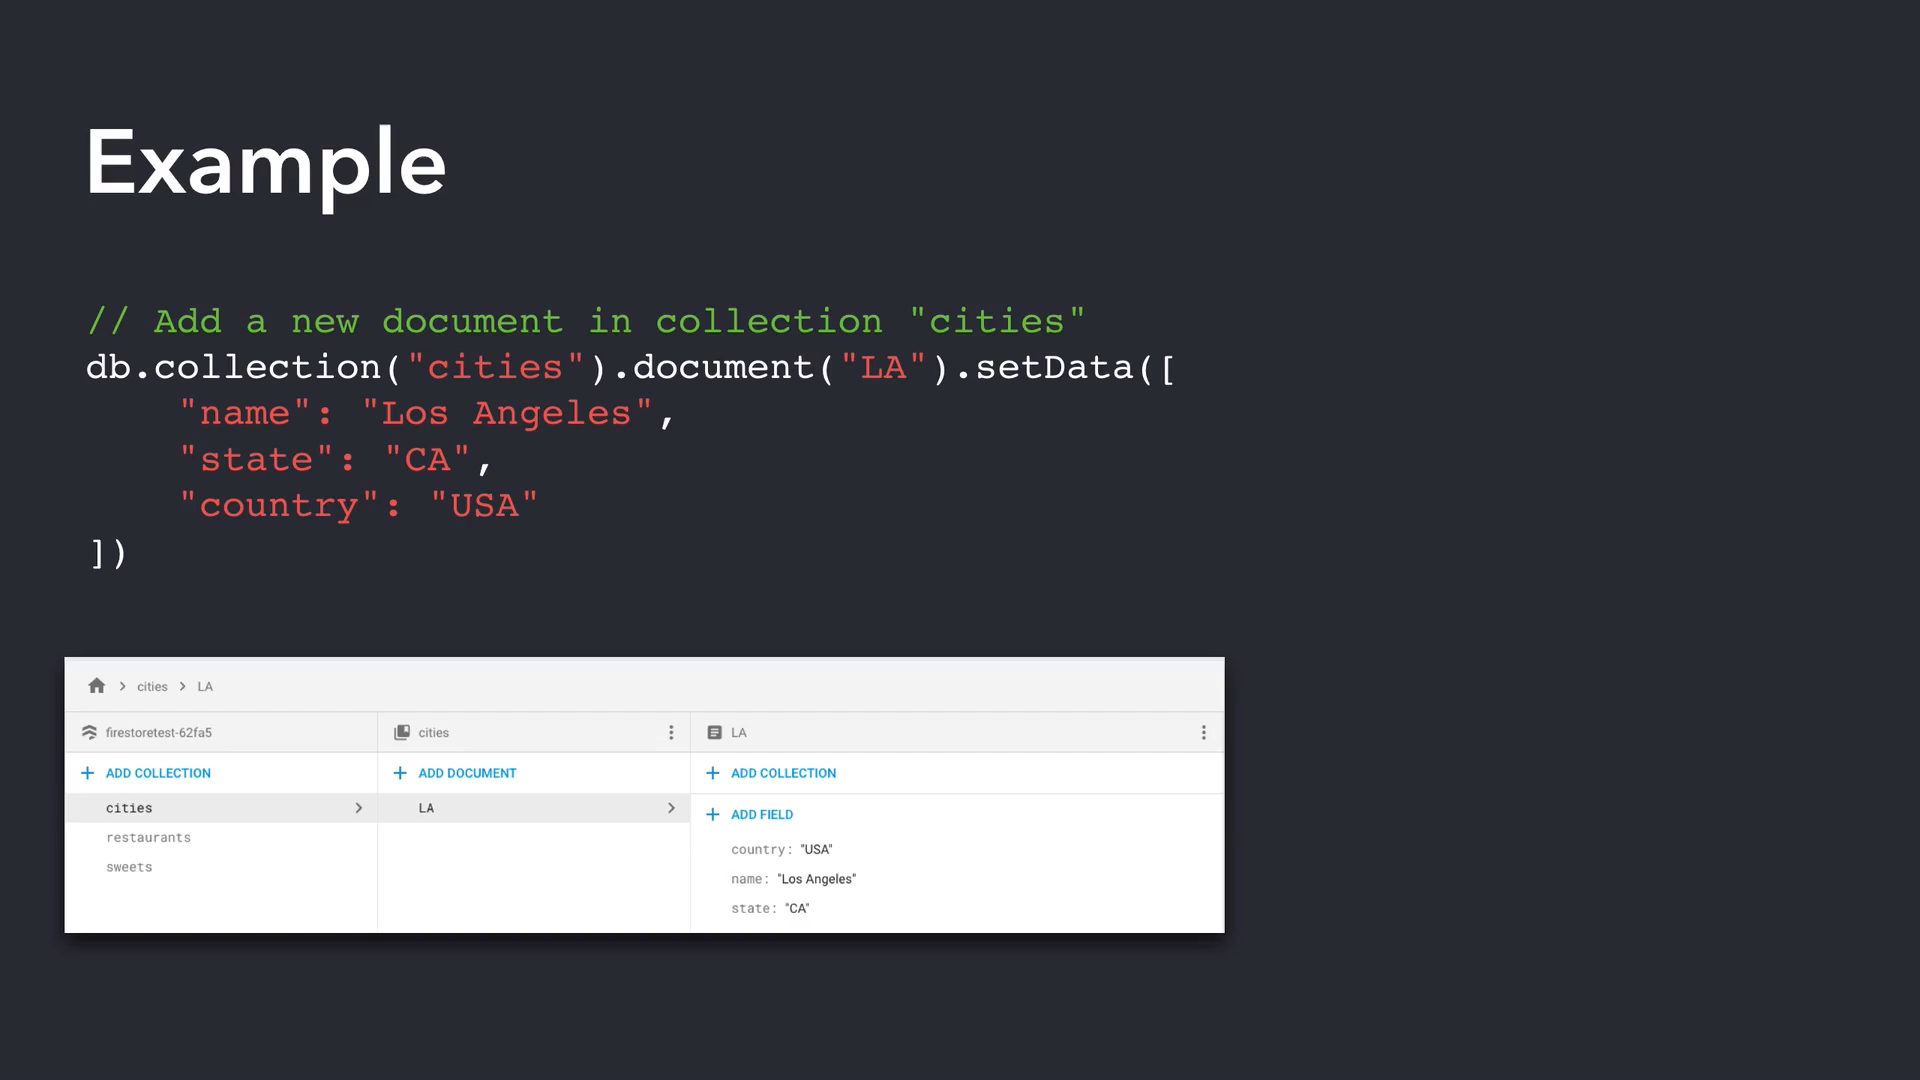 Example
// Add a new document in collection "cities"
db.collection("cities").document("LA").setData([
"name": "Los Angeles",
"state": "CA",
"country": "USA"
])
cities LA
firestoretest-62fa5 cities LA
ADD COLLECTION ADD DOCUMENT ADD COLLECTION
cities LA ADD FIELD
restaurants
sweets
country: "USA"
name: "Los Angeles"
state: "CA"